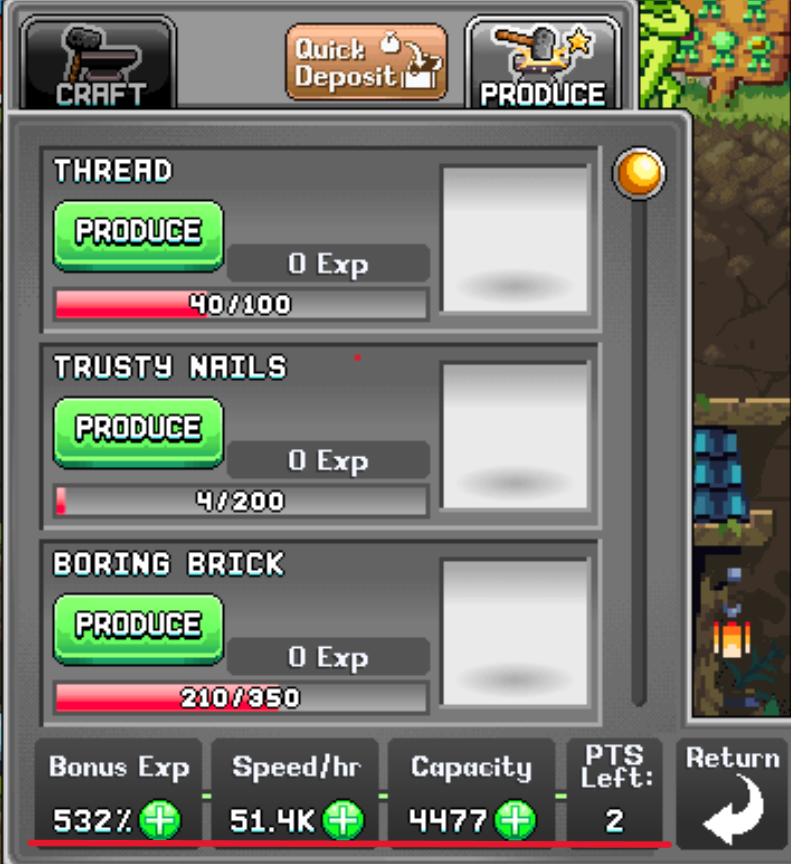 CRAFT
Quick
Deposit
PRODUCE
THREAD
PRODUCE
0 Exp
40/100
TRUSTY NAILS
PRODUCE
0 Exp
4/200
BORING BRICK
PRODUCE
0 Exp
210/350
Bonus Exp
532%
Speed/hr
51.4K
Capacity
4477
PTS
Left:
2
Return